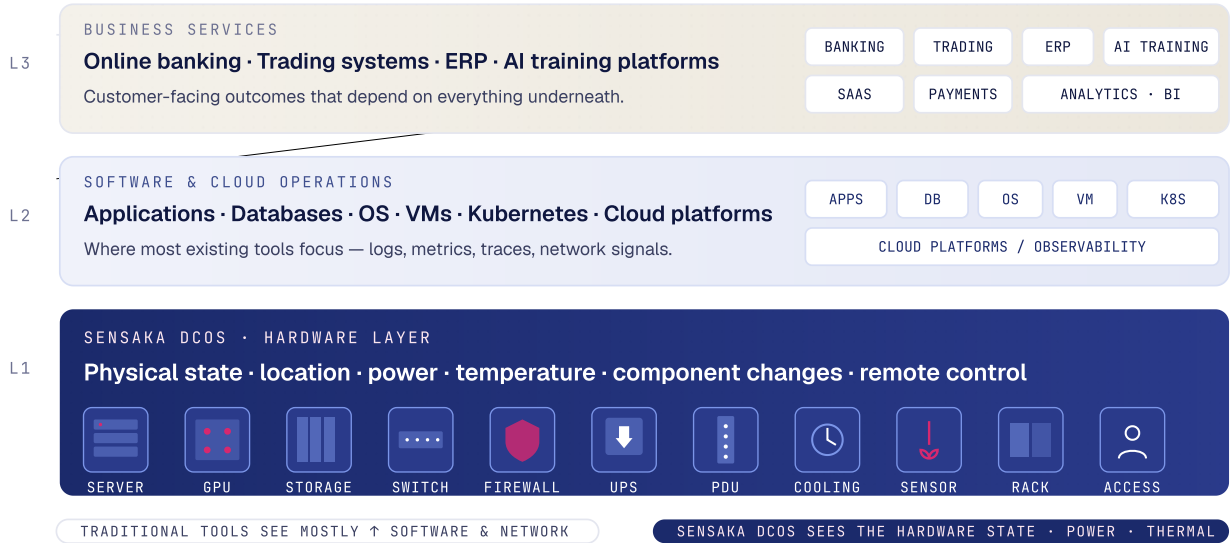 L3
BUSINESS SERVICES
Online banking · Trading systems · ERP · AI training platforms
Customer-facing outcomes that depend on everything underneath.
BANKING TRADING ERP AI TRAINING
SAAS PAYMENTS ANALYTICS · BI
L2
SOFTWARE & CLOUD OPERATIONS
Applications · Databases · OS · VMs · Kubernetes · Cloud platforms
Where most existing tools focus — logs, metrics, traces, network signals.
APPS DB OS VM K8S
CLOUD PLATFORMS / OBSERVABILITY
L1
SENSAKA DCOS · HARDWARE LAYER
Physical state · location · power · temperature · component changes · remote control
SERVER GPU STORAGE SWITCH FIREWALL UPS PDU COOLING SENSOR RACK ACCESS
TRADITIONAL TOOLS SEE MOSTLY ↑ SOFTWARE & NETWORK
SENSAKA DCOS SEES THE HARDWARE STATE · POWER · THERMAL